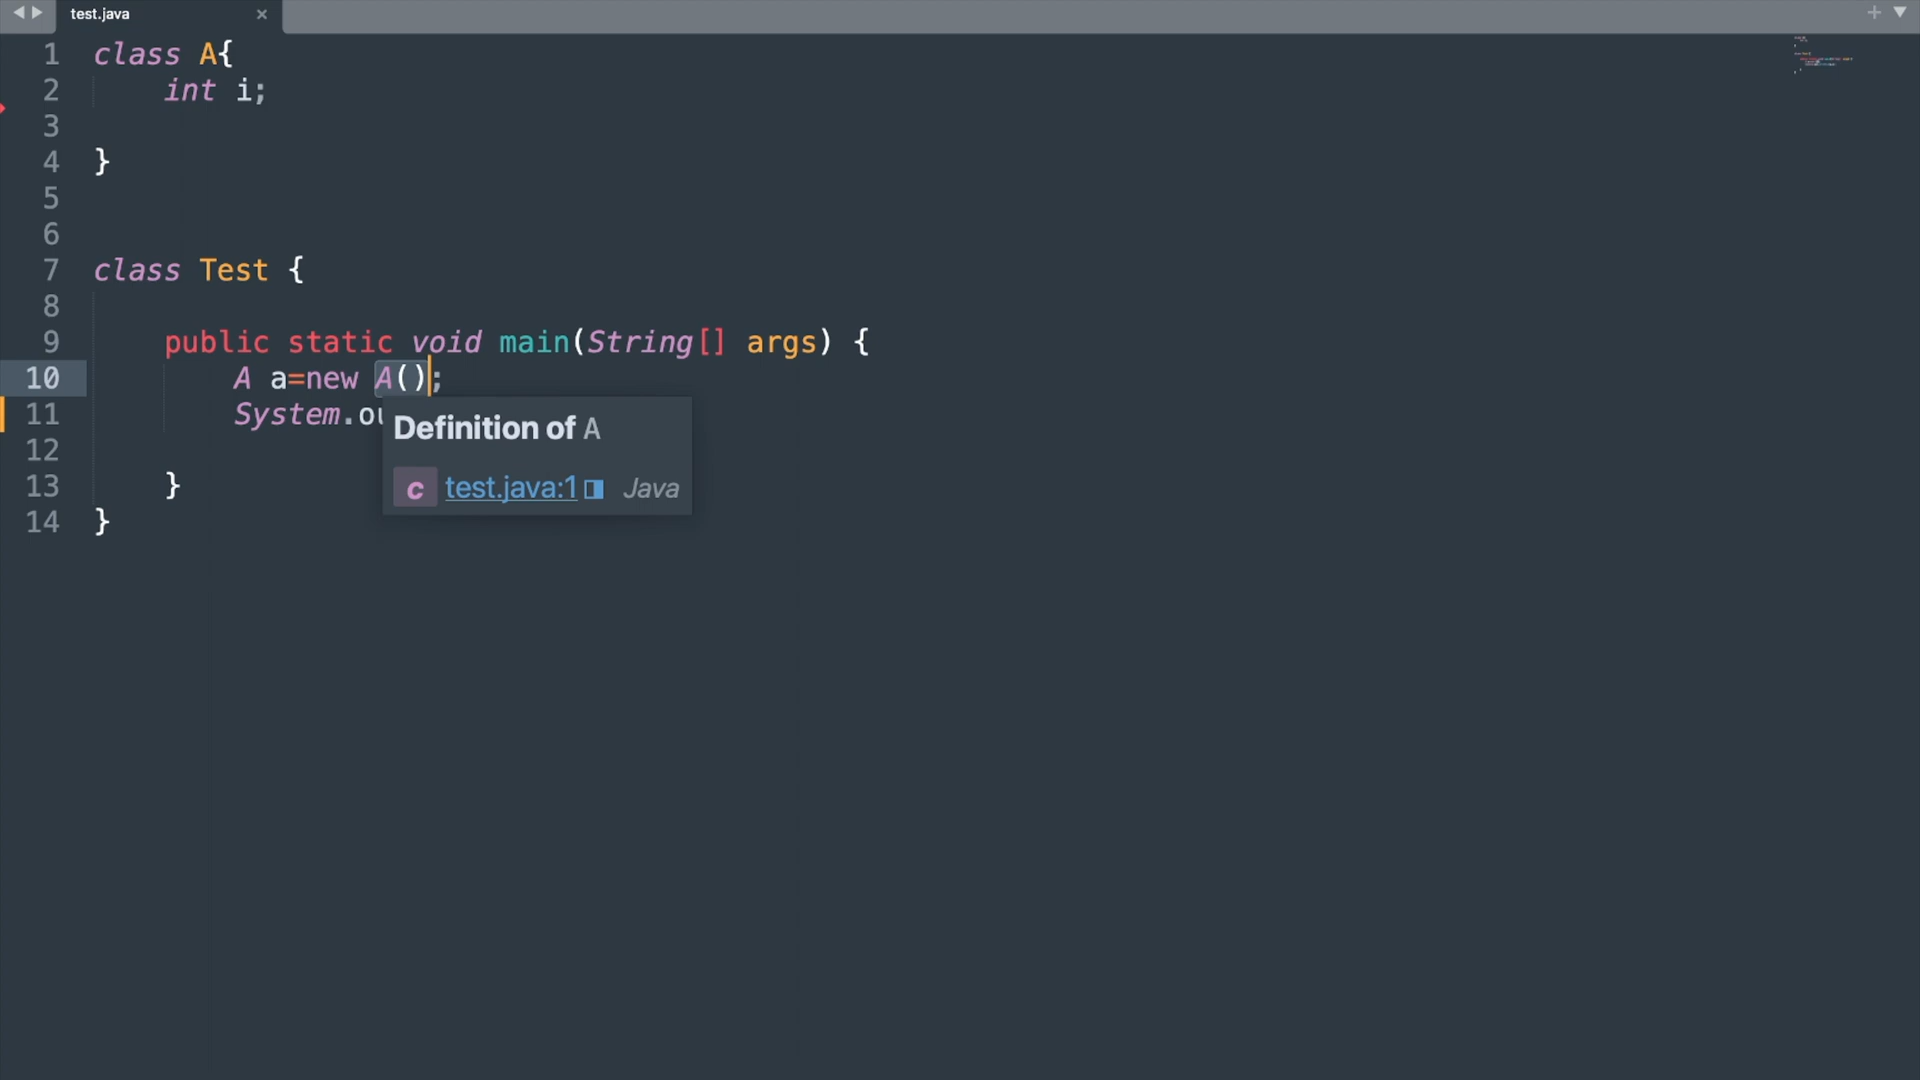 test.java
1 class A{
2 int i;
3
4 }
5
6
7 class Test {
8
9 public static void main(String[] args) {
10 A a=new A();
11 System.ou
Definition of A
12
c test.java:1 Java
13 }
14 }